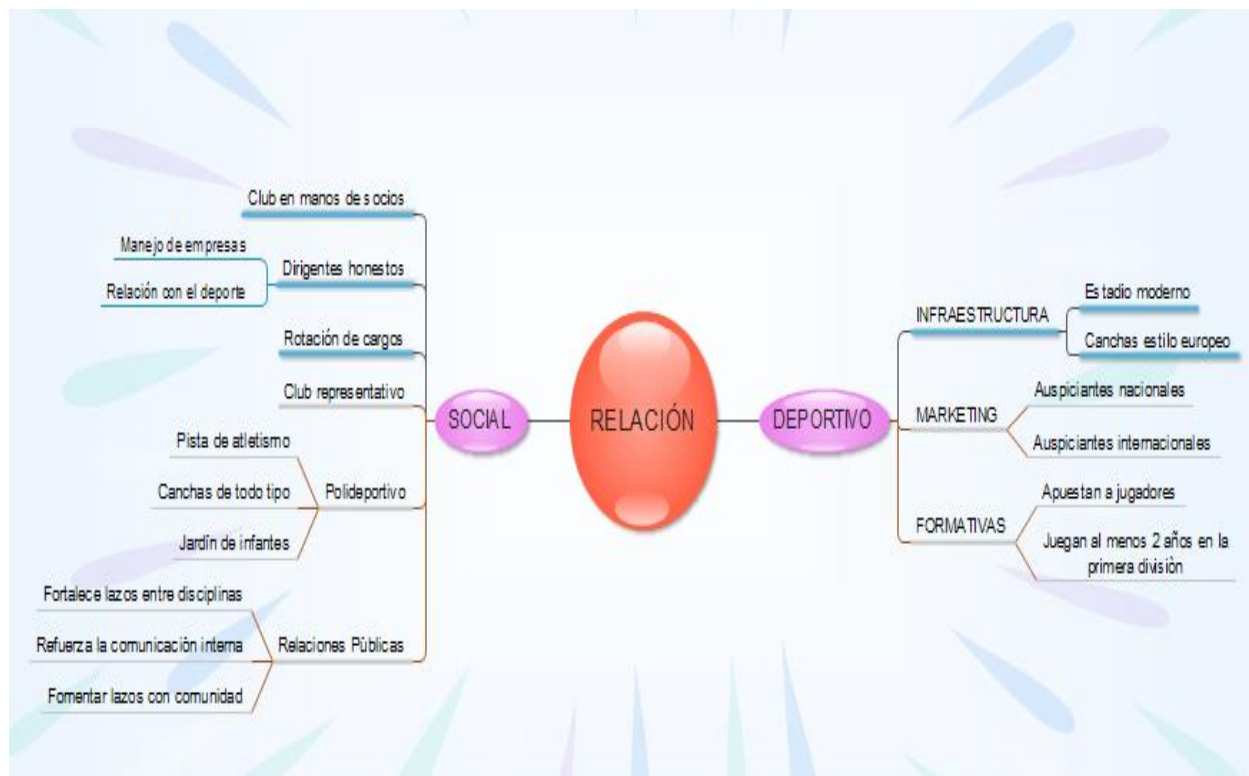 Club en manos de socios
Manejo de empresas
Relación con el deporte
Dirigentes honestos
Rotación de cargos
Club representativo
Pista de atletismo
Canchas de todo tipo
Jardín de infantes
Polideportivo
Fortalece lazos entre disciplinas
Refuerza la comunicación interna
Fomentar lazos con comunidad
Relaciones Públicas
SOCIAL
RELACIÓN
DEPORTIVO
INFRAESTRUCTURA
Estadio moderno
Canchas estilo europeo
MARKETING
Auspiciantes nacionales
Auspiciantes internacionales
FORMATIVAS
Apuestan a jugadores
Juegan al menos 2 años en la
primera división